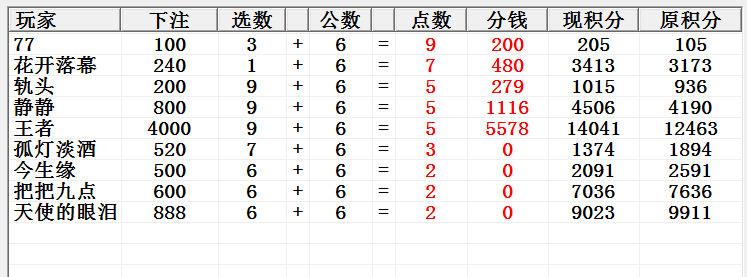 玩家 下注 选数 公数 点数 分钱 现积分 原积分
77 100 3 + 6 = 9 200 205 105
花开落幕 240 1 + 6 = 7 480 3413 3173
轨头 200 9 + 6 = 5 279 1015 936
静静 800 9 + 6 = 5 1116 4506 4190
王者 4000 9 + 6 = 5 5578 14041 12463
孤灯淡酒 520 7 + 6 = 3 0 1374 1894
今生缘 500 6 + 6 = 2 0 2091 2591
把把九点 600 6 + 6 = 2 0 7036 7636
天使的眼泪 888 6 + 6 = 2 0 9023 9911